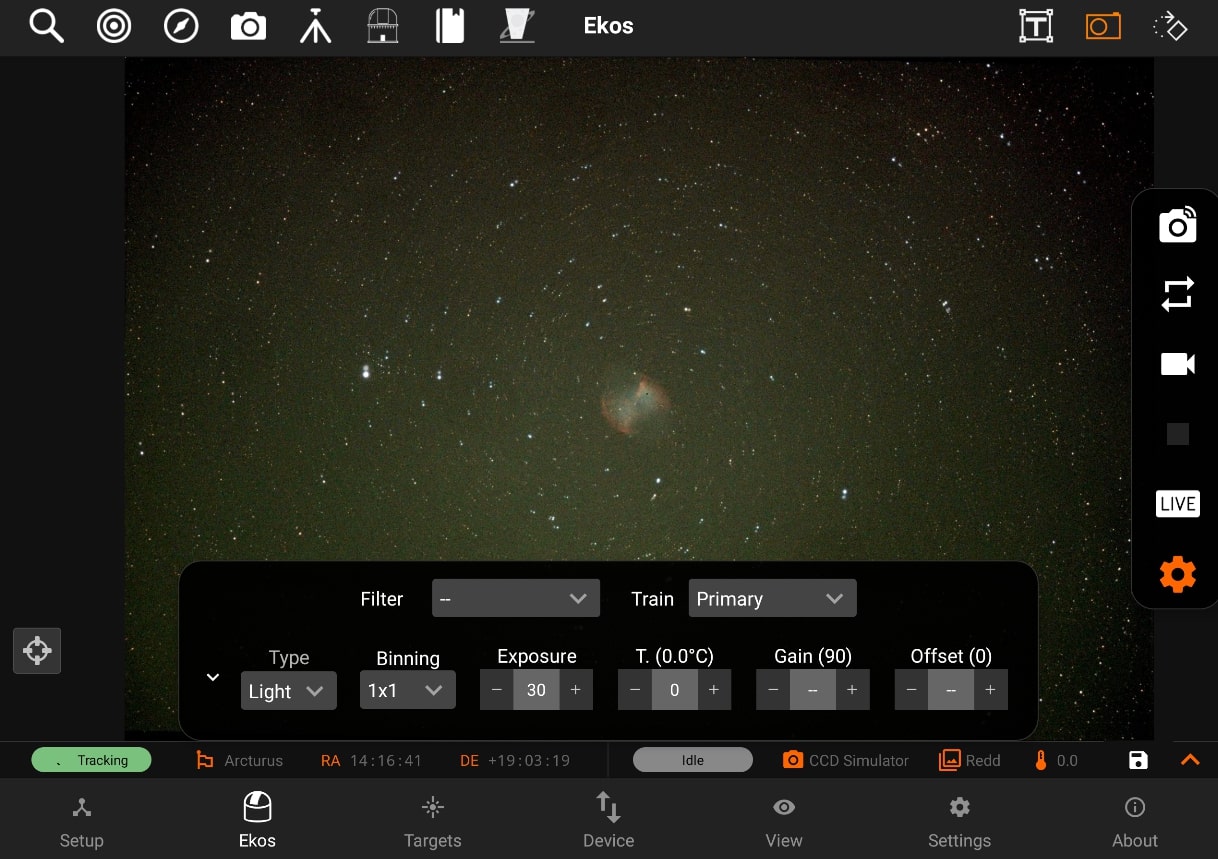 Ekos
T
LIVE
Filter -- Train Primary
Type Binning Exposure T. (0.0°C) Gain (90) Offset (0)
Light 1x1 − 30 + − 0 + − -- + − -- +
Tracking Arcturus RA 14:16:41 DE +19:03:19 Idle CCD Simulator Redd 0.0
Setup Ekos Targets Device View Settings About